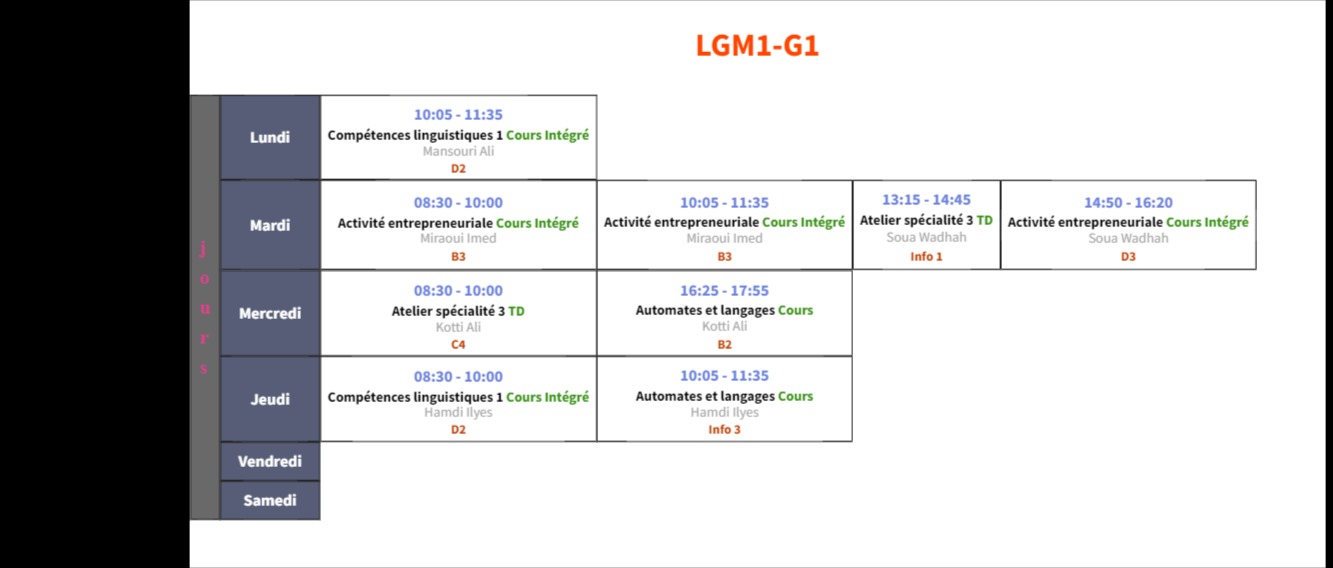 LGM1-G1
jours
Lundi
10:05 - 11:35
Compétences linguistiques 1 Cours Intégré
Mansouri Ali
D2
Mardi
08:30 - 10:00
Activité entrepreneuriale Cours Intégré
Miraoui Imed
B3
10:05 - 11:35
Activité entrepreneuriale Cours Intégré
Miraoui Imed
B3
13:15 - 14:45
Atelier spécialité 3 TD
Soua Wadhah
Info 1
14:50 - 16:20
Activité entrepreneuriale Cours Intégré
Soua Wadhah
D3
Mercredi
08:30 - 10:00
Atelier spécialité 3 TD
Kotti Ali
C4
16:25 - 17:55
Automates et langages Cours
Kotti Ali
B2
Jeudi
08:30 - 10:00
Compétences linguistiques 1 Cours Intégré
Hamdi Ilyes
D2
10:05 - 11:35
Automates et langages Cours
Hamdi Ilyes
Info 3
Vendredi
Samedi